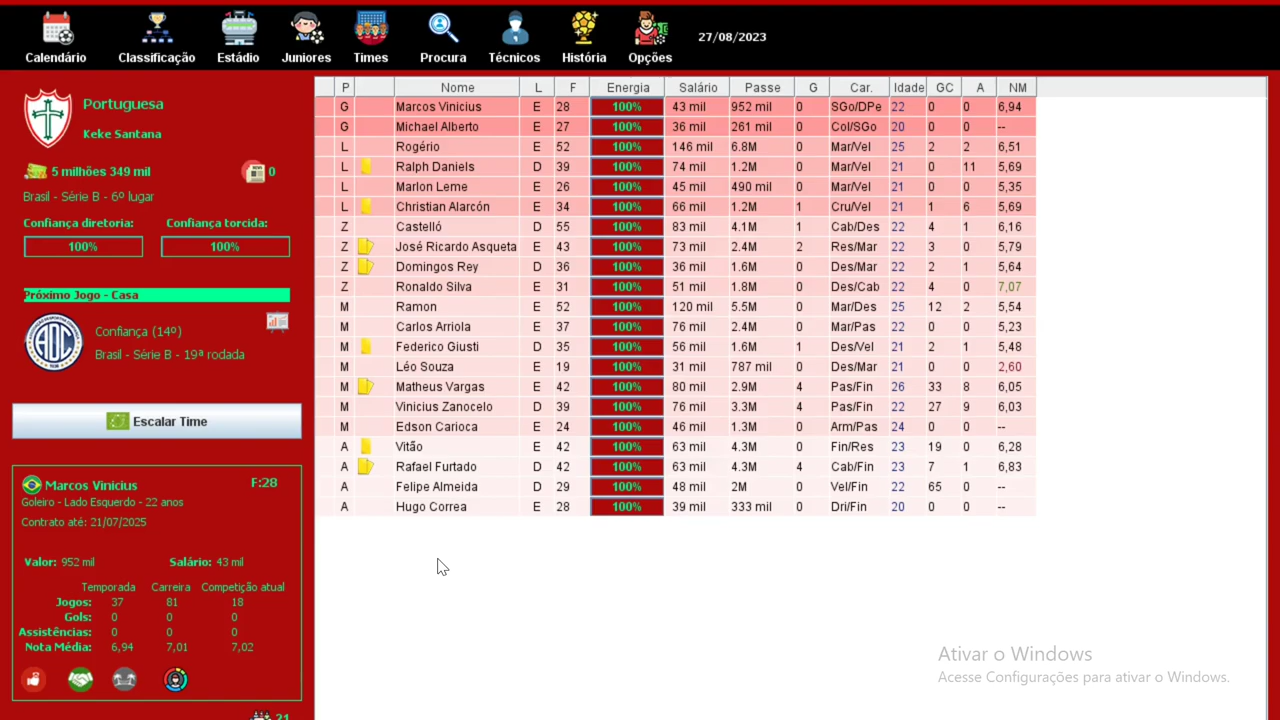 Calendário Classificação Estádio Juniores Times Procura Técnicos História Opções 27/08/2023
Portuguesa
Keke Santana
5 milhões 349 mil 0
Brasil - Série B - 6º lugar
Confiança diretoria: Confiança torcida:
100% 100%
Próximo Jogo - Casa
Confiança (14º)
Brasil - Série B - 19ª rodada
Escalar Time
Marcos Vinicius F:28
Goleiro - Lado Esquerdo - 22 anos
Contrato até: 21/07/2025
Valor: 952 mil Salário: 43 mil
Temporada Carreira Competição atual
Jogos: 37 81 18
Gols: 0 0 0
Assistências: 0 0 0
Nota Média: 6,94 7,01 7,02
21
P Nome L F Energia Salário Passe G Car. Idade GC A NM
G Marcos Vinicius E 28 100% 43 mil 952 mil 0 SGo/DPe 22 0 0 6,94
G Michael Alberto E 27 100% 36 mil 261 mil 0 Col/SGo 20 0 0 --
L Rogério E 52 100% 146 mil 6.8M 0 Mar/Vel 25 2 2 6,51
L Ralph Daniels D 39 100% 74 mil 1.2M 0 Mar/Vel 21 0 11 5,69
L Marlon Leme E 26 100% 45 mil 490 mil 0 Mar/Vel 21 0 0 5,35
L Christian Alarcón E 34 100% 66 mil 1.2M 1 Cru/Vel 21 1 6 5,69
Z Castelló D 55 100% 83 mil 4.1M 1 Cab/Des 22 4 1 6,16
Z José Ricardo Asqueta E 43 100% 73 mil 2.4M 2 Res/Mar 22 3 0 5,79
Z Domingos Rey D 36 100% 36 mil 1.6M 0 Des/Mar 22 2 1 5,64
Z Ronaldo Silva E 31 100% 51 mil 1.8M 0 Des/Cab 22 4 0 7,07
M Ramon E 52 100% 120 mil 5.5M 0 Mar/Des 25 12 2 5,54
M Carlos Arriola E 37 100% 76 mil 2.4M 0 Mar/Pas 22 0 0 5,23
M Federico Giusti D 35 100% 56 mil 1.6M 1 Des/Vel 21 2 1 5,48
M Léo Souza E 19 100% 31 mil 787 mil 0 Des/Mar 21 0 0 2,60
M Matheus Vargas E 42 100% 80 mil 2.9M 4 Pas/Fin 26 33 8 6,05
M Vinicius Zanocelo D 39 100% 76 mil 3.3M 4 Pas/Fin 22 27 9 6,03
M Edson Carioca E 24 100% 46 mil 1.3M 0 Arm/Pas 24 0 0 --
A Vitão E 42 100% 63 mil 4.3M 0 Fin/Res 23 19 0 6,28
A Rafael Furtado D 42 100% 63 mil 4.3M 4 Cab/Fin 23 7 1 6,83
A Felipe Almeida D 29 100% 48 mil 2M 0 Vel/Fin 22 65 0 --
A Hugo Correa E 28 100% 39 mil 333 mil 0 Dri/Fin 20 0 0 --
Ativar o Windows
Acesse Configurações para ativar o Windows.